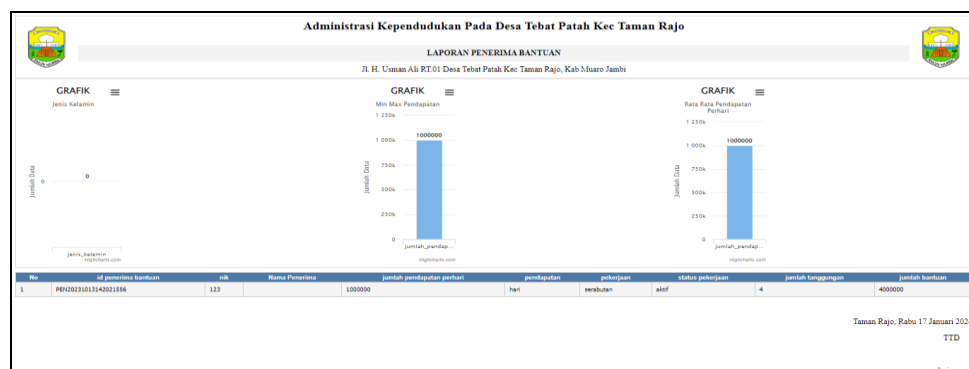 Administrasi Kependudukan Pada Desa Tebat Patah Kec Taman Rajo
LAPORAN PENERIMA BANTUAN
Jl. H. Usman Ali RT.01 Desa Tebat Patah Kec Taman Rajo, Kab Muaro Jambi
GRAFIK
Jenis Kelamin
Jumlah Data
0
0
jenis_kelamin
highcharts.com
GRAFIK
Min Max Pendapatan
Jumlah Data
1 250k
1 000k
750k
500k
250k
0
1000000
jumlah_pendap...
highcharts.com
GRAFIK
Rata Rata Pendapatan
Perhari
Jumlah Data
1 250k
1 000k
750k
500k
250k
0
1000000
jumlah_pendap...
highcharts.com
No id penerima bantuan nik Nama Penerima jumlah pendapatan perhari pendapatan pekerjaan status pekerjaan jumlah tanggungan jumlah bantuan
1 PEN20231013142021556 123 1000000 hari serabutan aktif 4 4000000
Taman Rajo, Rabu 17 Januari 202
TTD